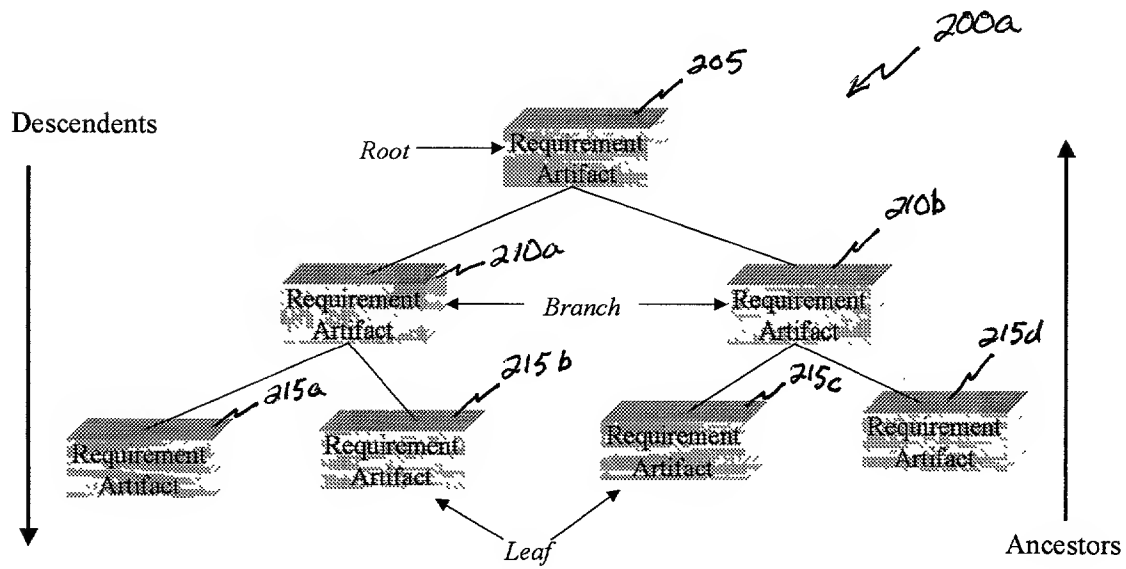 200a
205
Descendents
Root
Requirement
Artifact
210b
210a
Requirement
Artifact
Branch
Requirement
Artifact
215d
215a
215b
215c
Requirement
Artifact
Requirement
Artifact
Requirement
Artifact
Requirement
Artifact
Leaf
Ancestors